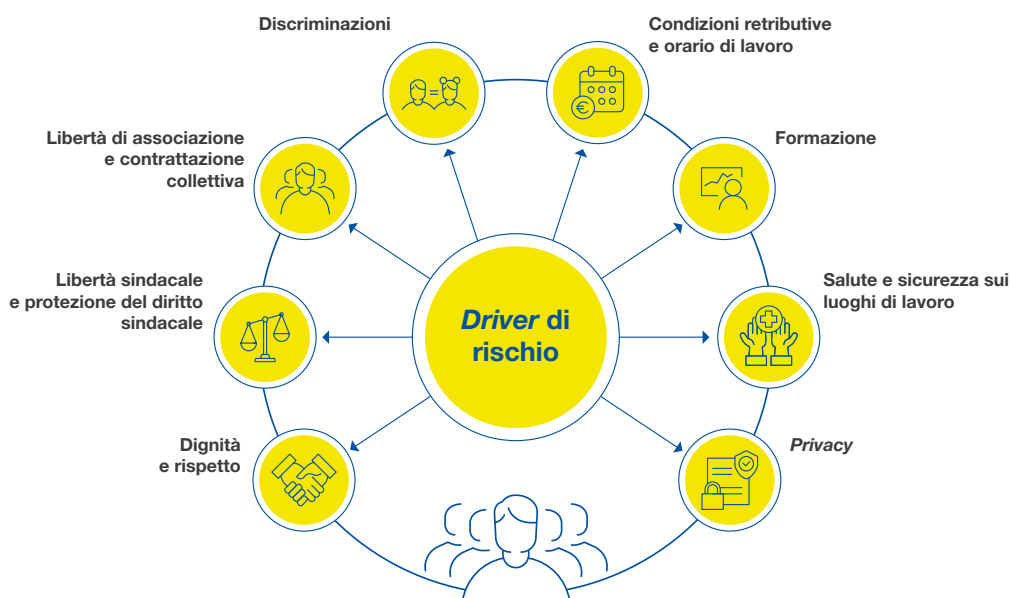 Discriminazioni
Condizioni retributive
e orario di lavoro
Libertà di associazione
e contrattazione
collettiva
Formazione
Libertà sindacale
e protezione del diritto
sindacale
Driver di
rischio
Salute e sicurezza sui
luoghi di lavoro
Dignità
e rispetto
Privacy